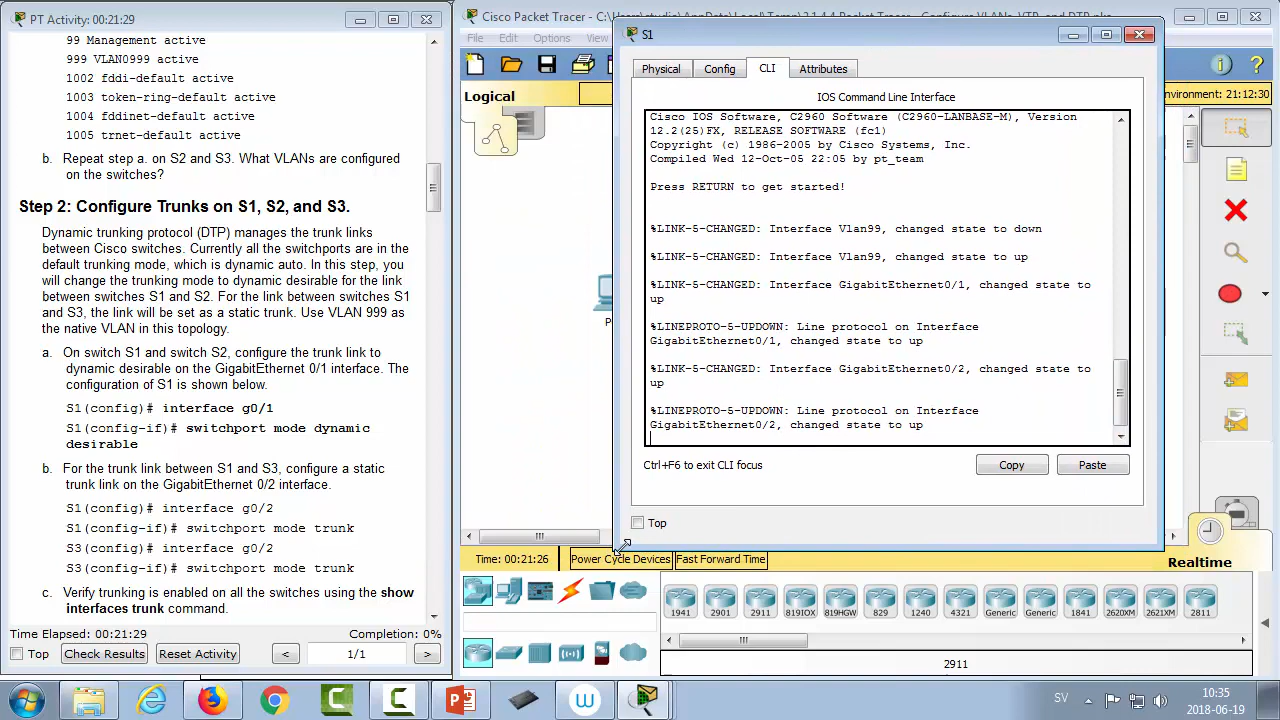 PT Activity: 00:21:29
99 Management active
999 VLAN0999 active
1002 fddi-default active
1003 token-ring-default active
1004 fddinet-default active
1005 trnet-default active
b. Repeat step a. on S2 and S3. What VLANs are configured
on the switches?
Step 2: Configure Trunks on S1, S2, and S3.
Dynamic trunking protocol (DTP) manages the trunk links
between Cisco switches. Currently all the switchports are in the
default trunking mode, which is dynamic auto. In this step, you
will change the trunking mode to dynamic desirable for the link
between switches S1 and S2. For the link between switches S1
and S3, the link will be set as a static trunk. Use VLAN 999 as
the native VLAN in this topology.
a. On switch S1 and switch S2, configure the trunk link to
dynamic desirable on the GigabitEthernet 0/1 interface. The
configuration of S1 is shown below.
S1(config)# interface g0/1
S1(config-if)# switchport mode dynamic
desirable
b. For the trunk link between S1 and S3, configure a static
trunk link on the GigabitEthernet 0/2 interface.
S1(config)# interface g0/2
S1(config-if)# switchport mode trunk
S3(config)# interface g0/2
S3(config-if)# switchport mode trunk
c. Verify trunking is enabled on all the switches using the show
interfaces trunk command.
Time Elapsed: 00:21:29 Completion: 0%
Top Check Results Reset Activity < 1/1 >
Cisco Packet Tracer - C:\
File Edit Options
Logical
nvironment: 21:12:30
S1
Physical Config CLI Attributes
IOS Command Line Interface
Cisco IOS Software, C2960 Software (C2960-LANBASE-M), Version
12.2(25)FX, RELEASE SOFTWARE (fc1)
Copyright (c) 1986-2005 by Cisco Systems, Inc.
Compiled Wed 12-Oct-05 22:05 by pt_team
Press RETURN to get started!
%LINK-5-CHANGED: Interface Vlan99, changed state to down
%LINK-5-CHANGED: Interface Vlan99, changed state to up
%LINK-5-CHANGED: Interface GigabitEthernet0/1, changed state to
up
%LINEPROTO-5-UPDOWN: Line protocol on Interface
GigabitEthernet0/1, changed state to up
%LINK-5-CHANGED: Interface GigabitEthernet0/2, changed state to
up
%LINEPROTO-5-UPDOWN: Line protocol on Interface
GigabitEthernet0/2, changed state to up
Ctrl+F6 to exit CLI focus Copy Paste
Top
P
Time: 00:21:26 Power Cycle Devices Fast Forward Time Realtime
1941 2901 2911 819IOX 819HGW 829 1240 4321 Generic Generic 1841 2620XM 2621XM 2811
2911
SV 10:35
2018-06-19